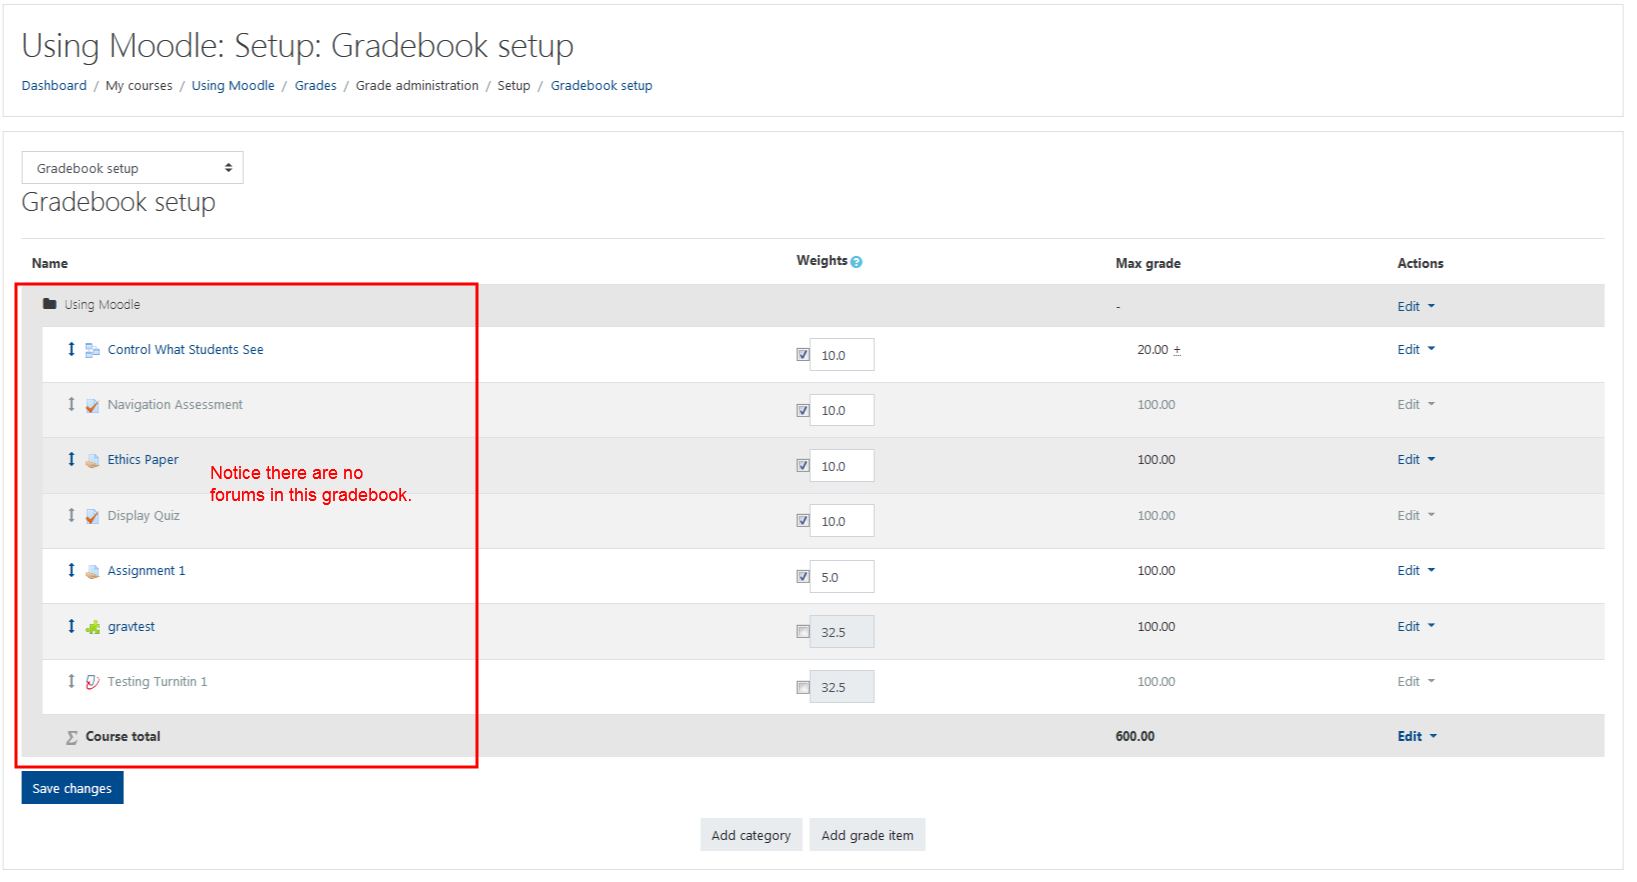 Using Moodle: Setup: Gradebook setup
Dashboard / My courses / Using Moodle / Grades / Grade administration / Setup / Gradebook setup
Gradebook setup
Gradebook setup
Name Weights Max grade Actions
Using Moodle - Edit
Control What Students See 10.0 20.00 + Edit
Navigation Assessment 10.0 100.00 Edit
Ethics Paper 10.0 100.00 Edit
Notice there are no
forums in this gradebook.
Display Quiz 10.0 100.00 Edit
Assignment 1 5.0 100.00 Edit
gravtest 32.5 100.00 Edit
Testing Turnitin 1 32.5 100.00 Edit
Σ Course total 600.00 Edit
Save changes
Add category Add grade item